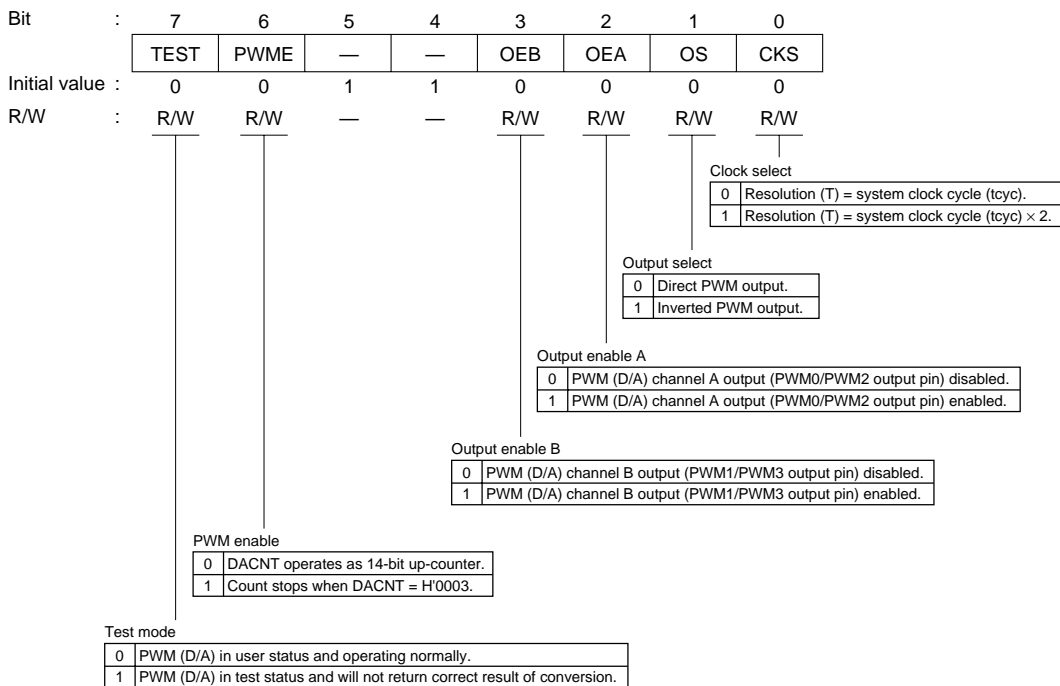 Bit : 7 6 5 4 3 2 1 0
TEST PWME — — OEB OEA OS CKS
Initial value : 0 0 1 1 0 0 0 0
R/W : R/W R/W — — R/W R/W R/W R/W
Clock select
0 Resolution (T) = system clock cycle (tcyc).
1 Resolution (T) = system clock cycle (tcyc) × 2.
Output select
0 Direct PWM output.
1 Inverted PWM output.
Output enable A
0 PWM (D/A) channel A output (PWM0/PWM2 output pin) disabled.
1 PWM (D/A) channel A output (PWM0/PWM2 output pin) enabled.
Output enable B
0 PWM (D/A) channel B output (PWM1/PWM3 output pin) disabled.
1 PWM (D/A) channel B output (PWM1/PWM3 output pin) enabled.
PWM enable
0 DACNT operates as 14-bit up-counter.
1 Count stops when DACNT = H'0003.
Test mode
0 PWM (D/A) in user status and operating normally.
1 PWM (D/A) in test status and will not return correct result of conversion.